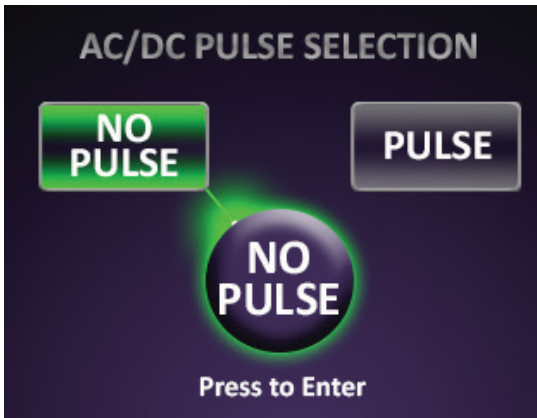 AC/DC PULSE SELECTION
NO
PULSE
PULSE
NO
PULSE
Press to Enter